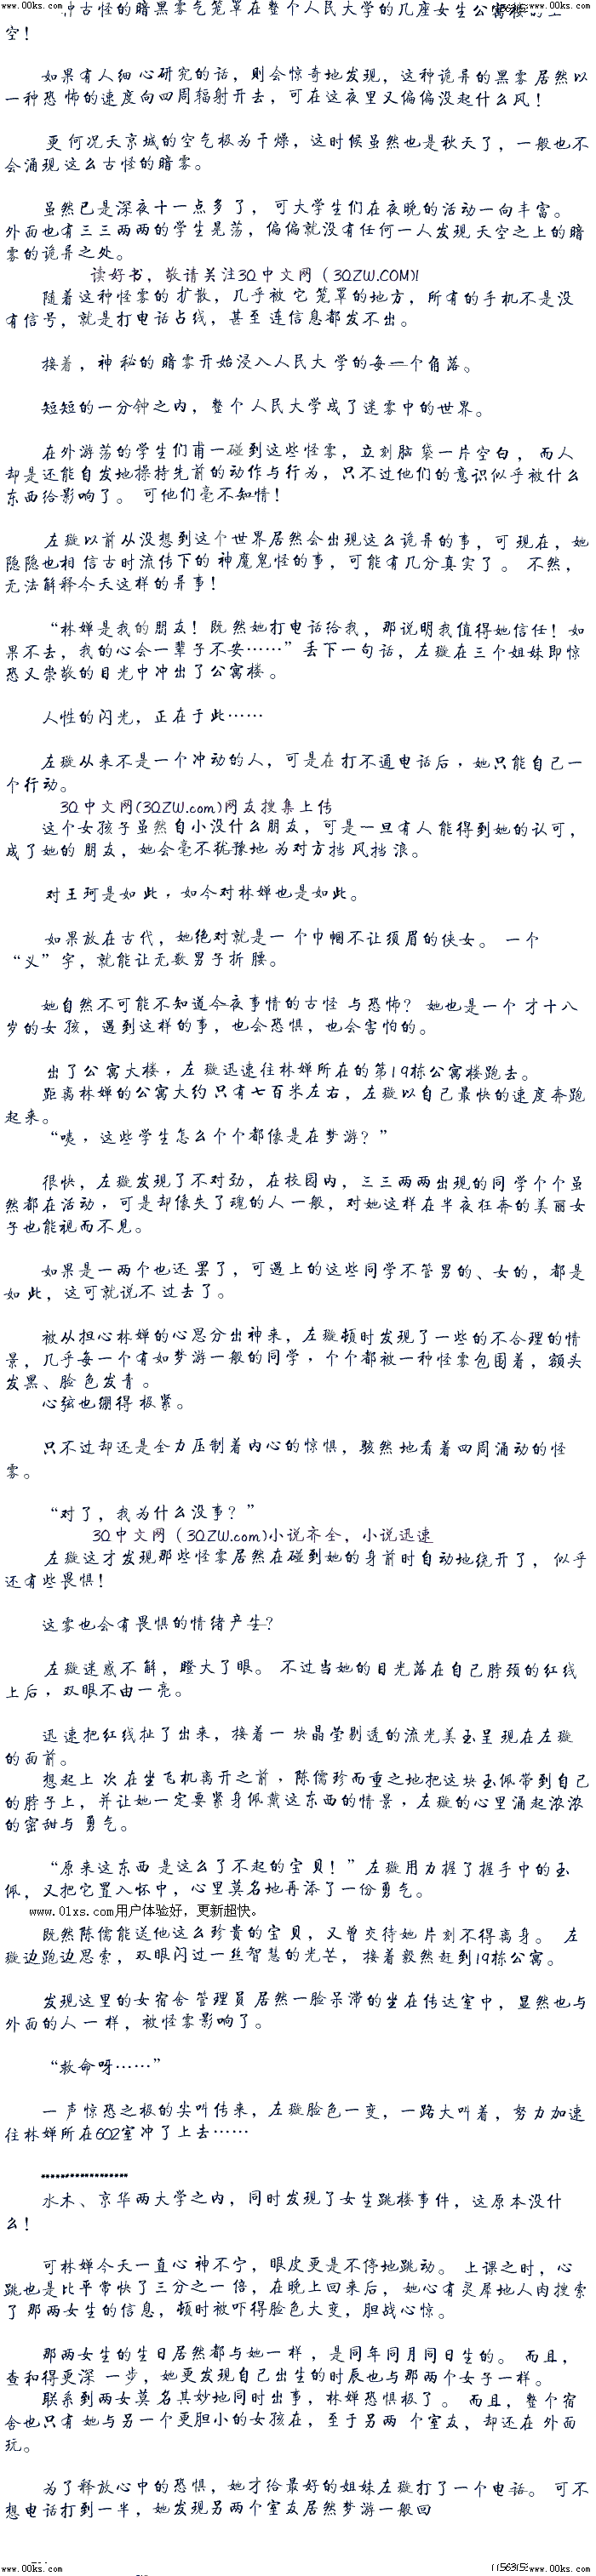 www.00ks.com
www.00ks.com
种古怪的暗黑雾气笼罩在整个人民大学的几座女生公寓楼的上
空！
如果有人细心研究的话，则会惊奇地发现，这种诡异的黑雾居然以
一种恐怖的速度向四周辐射开去，可在这夜里又偏偏没起什么风！
更何况天京城的空气极为干燥，这时候虽然也是秋天了，一般也不
会涌现这么古怪的暗雾。
虽然已是深夜十一点多了，可大学生们在夜晚的活动一向丰富。
外面也有三三两两的学生晃荡，偏偏就没有任何一人发现天空之上的暗
雾的诡异之处。
读好书，敬请关注3Q中文网（3QZW.COM)!
随着这种怪雾的扩散，几乎被它笼罩的地方，所有的手机不是没
有信号，就是打电话占线，甚至连信息都发不出。
接着，神秘的暗雾开始浸入人民大学的每一个角落。
短短的一分钟之内，整个人民大学成了迷雾中的世界。
在外游荡的学生们甫一碰到这些怪雾，立刻脑袋一片空白，而人
却是还能自发地操持先前的动作与行为，只不过他们的意识似乎被什么
东西给影响了。可他们毫不知情！
左璇以前从没想到这个世界居然会出现这么诡异的事，可现在，她
隐隐也相信古时流传下的神魔鬼怪的事，可能有几分真实了。不然，
无法解释今天这样的异事！
“林婵是我的朋友！既然她打电话给我，那说明我值得她信任！如
果不去，我的心会一辈子不安……”丢下一句话，左璇在三个姐妹即惊
恐又崇敬的目光中冲出了公寓楼。
人性的闪光，正在于此……
左璇从来不是一个冲动的人，可是在打不通电话后，她只能自己一
个行动。
3Q中文网(3QZW.com)网友搜集上传
这个女孩子虽然自小没什么朋友，可是一旦有人能得到她的认可，
成了她的朋友，她会毫不犹豫地为对方挡风挡浪。
对王珂是如此，如今对林婵也是如此。
如果放在古代，她绝对就是一个巾帼不让须眉的侠女。一个
“义”字，就能让无数男子折腰。
她自然不可能不知道今夜事情的古怪与恐怖？她也是一个才十八
岁的女孩，遇到这样的事，也会恐惧，也会害怕的。
出了公寓大楼，左璇迅速往林婵所在的第19栋公寓楼跑去。
距离林婵的公寓大约只有七百米左右，左璇以自己最快的速度奔跑
起来。
“咦，这些学生怎么个个都像是在梦游？”
很快，左璇发现了不对劲，在校园内，三三两两出现的同学个个虽
然都在活动，可是却像失了魂的人一般，对她这样在半夜狂奔的美丽女
子也能视而不见。
如果是一两个也还罢了，可遇上的这些同学不管男的、女的，都是
如此，这可就说不过去了。
被从担心林婵的心思分出神来，左璇顿时发现了一些的不合理的情
景，几乎每一个有如梦游一般的同学，个个都被一种怪雾包围着，额头
发黑、脸色发青。
心弦也绷得极紧。
只不过却还是全力压制着内心的惊惧，骇然地看着四周涌动的怪
雾。
“对了，我为什么没事？”
3Q中文网（3QZW.com)小说齐全，小说迅速
左璇这才发现那些怪雾居然在碰到她的身前时自动地绕开了，似乎
还有些畏惧！
这雾也会有畏惧的情绪产生？
左璇迷惑不解，瞪大了眼。不过当她的目光落在自己脖颈的红线
上后，双眼不由一亮。
迅速把红线扯了出来，接着一块晶莹剔透的流光美玉呈现在左璇
的面前。
想起上次在坐飞机离开之前，陈儒珍而重之地把这块玉佩带到自己
的脖子上，并让她一定要紧身佩戴这东西的情景，左璇的心里涌起浓浓
的密甜与勇气。
“原来这东西是这么了不起的宝贝！”左璇用力握了握手中的玉
佩，又把它置入怀中，心里莫名地再添了一份勇气。
www.01xs.com用户体验好，更新超快。
既然陈儒能送他这么珍贵的宝贝，又曾交待她片刻不得离身。左
璇边跑边思索，双眼闪过一丝智慧的光芒，接着毅然赶到19栋公寓。
发现这里的女宿舍管理员居然一脸呆滞的坐在传达室中，显然也与
外面的人一样，被怪雾影响了。
“救命呀……”
一声惊恐之极的尖叫传来，左璇脸色一变，一路大叫着，努力加速
往林婵所在602室冲了上去……
******************
水木、京华两大学之内，同时发现了女生跳楼事件，这原本没什
么！
可林婵今天一直心神不宁，眼皮更是不停地跳动。上课之时，心
跳也是比平常快了三分之一倍，在晚上回来后，她心有灵犀地人肉搜索
了那两女生的信息，顿时被吓得脸色大变，胆战心惊。
那两女生的生日居然都与她一样，是同年同月同日生的。而且，
查和得更深一步，她更发现自己出生的时辰也与那两个女子一样。
联系到两女莫名其妙地同时出事，林婵恐惧极了。而且，整个宿
舍也只有她与另一个更胆小的女孩在，至于另两个室友，却还在外面
玩。
为了释放心中的恐惧，她才给最好的姐妹左璇打了一个电话。可不
想电话打到一半，她发现另两个室友居然梦游一般回
www.00ks.com
www.00ks.com